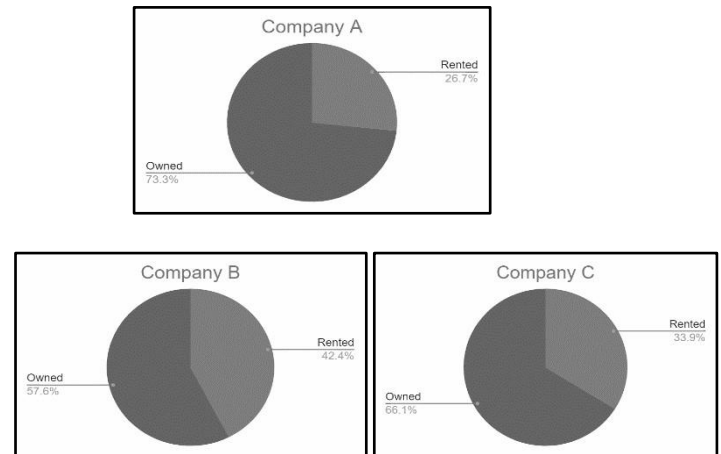 Company A
Rented
26.7%
Owned
73.3%
Company B
Rented
42.4%
Owned
57.6%
Company C
Rented
33.9%
Owned
66.1%